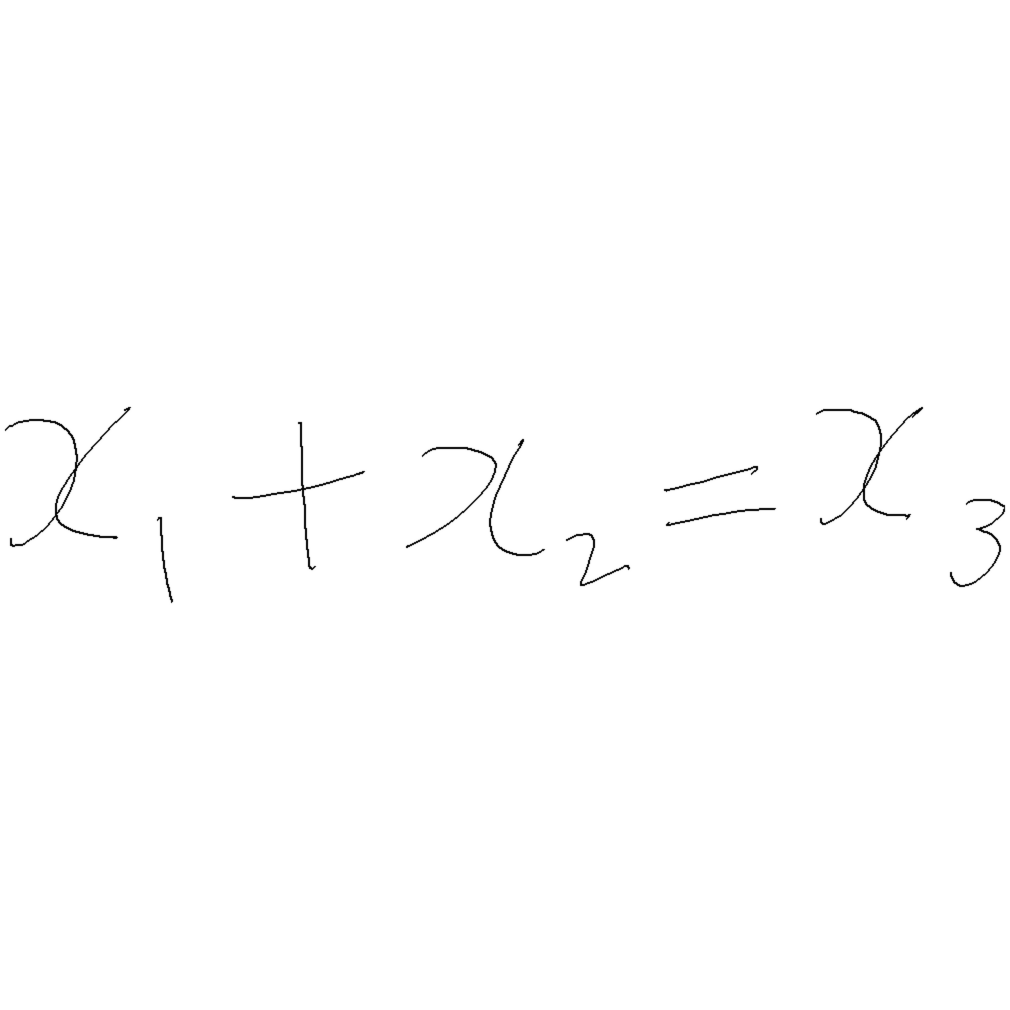 x₁ + x₂ = x₃